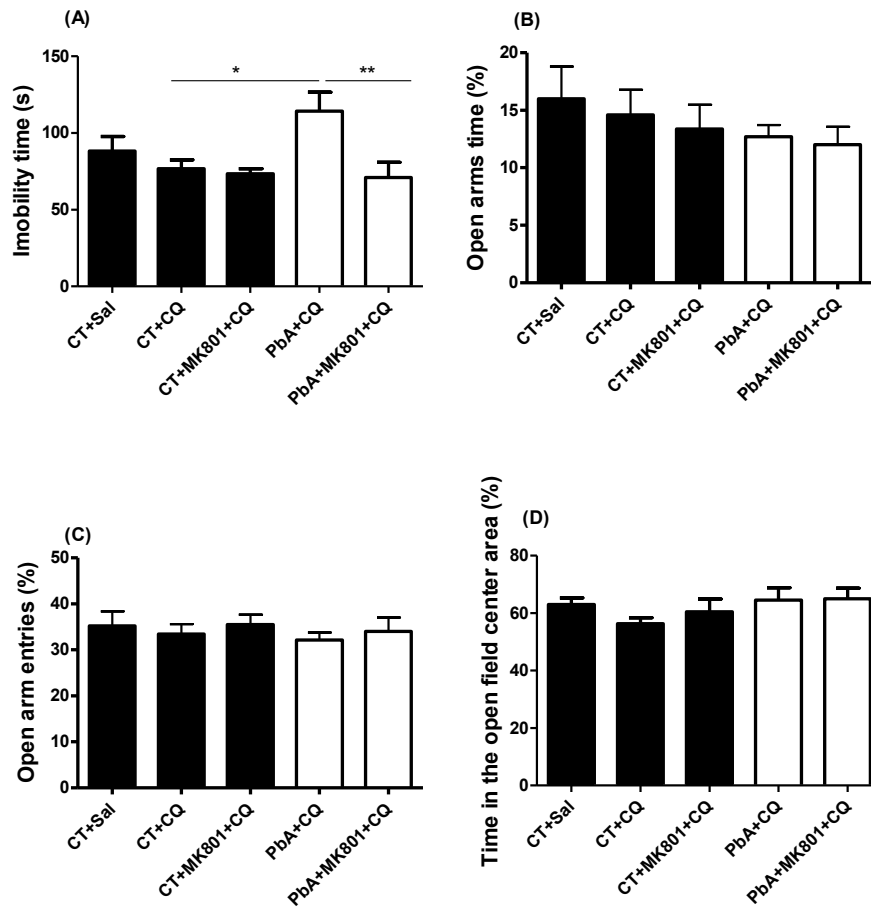 (A)
Imobility time (s)
150
100
50
0
*
**
CT+Sal
CT+CQ
CT+MK801+CQ
PbA+CQ
PbA+MK801+CQ
(B)
Open arms time (%)
20
15
10
5
0
CT+Sal
CT+CQ
CT+MK801+CQ
PbA+CQ
PbA+MK801+CQ
(C)
Open arm entries (%)
50
40
30
20
10
0
CT+Sal
CT+CQ
CT+MK801+CQ
PbA+CQ
PbA+MK801+CQ
(D)
Time in the open field center area (%)
80
60
40
20
0
CT+Sal
CT+CQ
CT+MK801+CQ
PbA+CQ
PbA+MK801+CQ